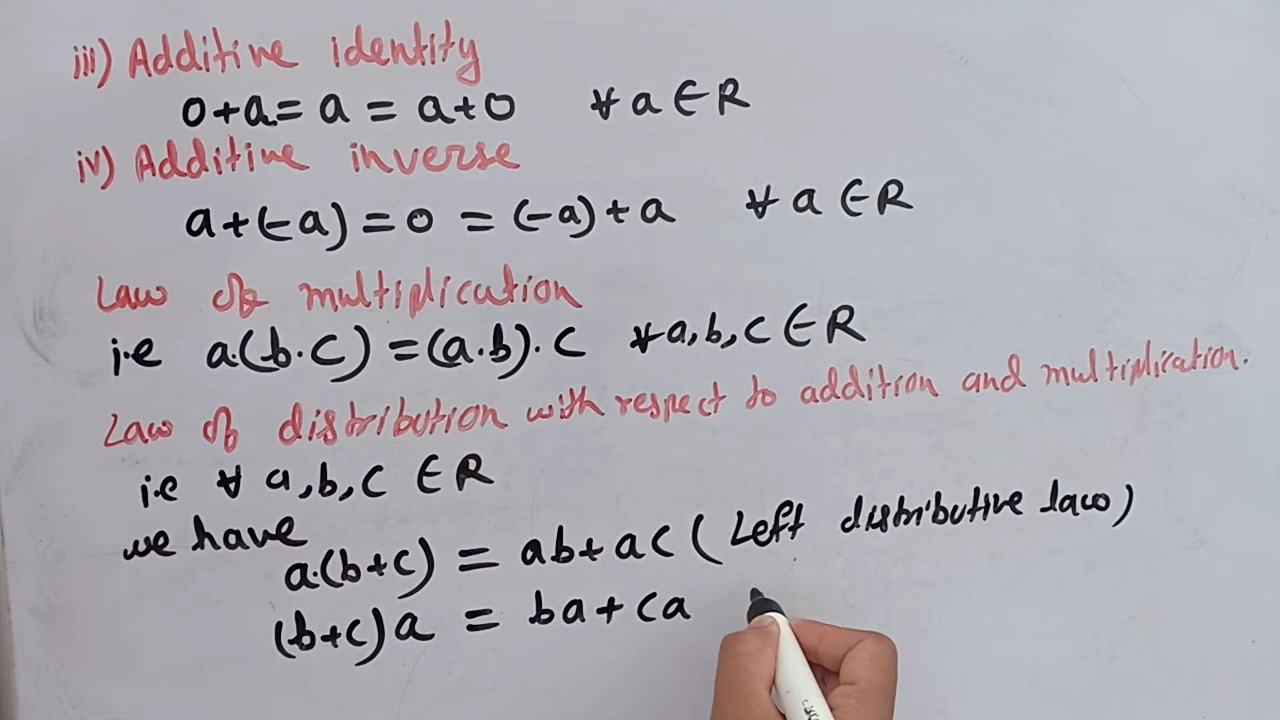 iii) Additive identity
0+a=a=a+0 ∀ a∈R
iv) Additive inverse
a+(-a)=0=(-a)+a ∀ a∈R
Law of multiplication
i.e a.(b.c)=(a.b).c ∀a,b,c∈R
Law of distribution with respect to addition and multiplication.
i.e ∀ a,b,c ∈R
we have
a.(b+c) = ab+ac (Left distributive law)
(b+c)a = ba+ca